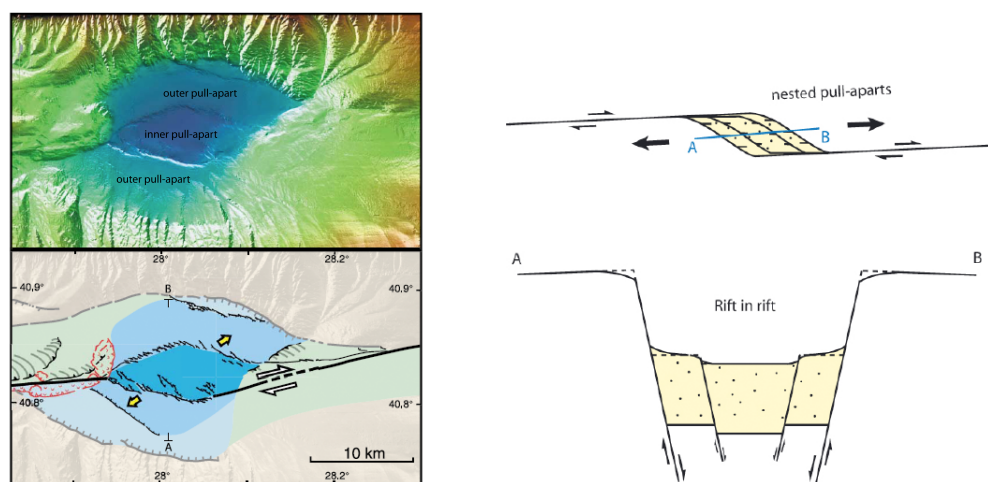 outer pull-apart
inner pull-apart
outer pull-apart
28°
28.2°
40.9°
40.9°
B
40.8°
40.8°
A
10 km
28°
28.2°
nested pull-aparts
A
B
A
B
Rift in rift